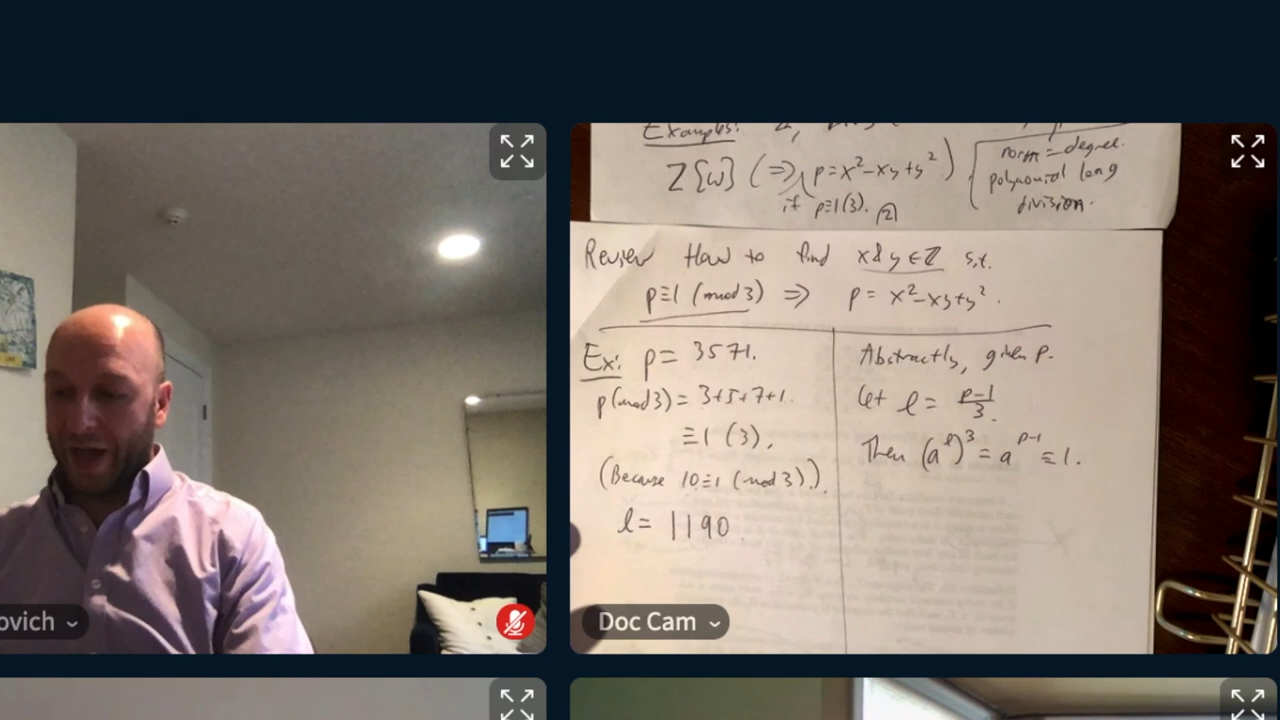 Examples:
Z[ω] (⇒ p=x²-xy+y²)
if p≡1(3).
norm=degree.
polynomial long
division.
Review How to find x&y∈Z s.t.
p≡1 (mod 3) ⇒ p= x²-xy+y².
Ex: p= 3571.
p(mod3)= 3+5+7+1.
≡1 (3).
(Because 10≡1 (mod 3).)
l= 1190.
Abstractly, given p.
Let l= (p-1)/3.
Then (a^l)^3 = a^(p-1) ≡ 1.
ovich
Doc Cam